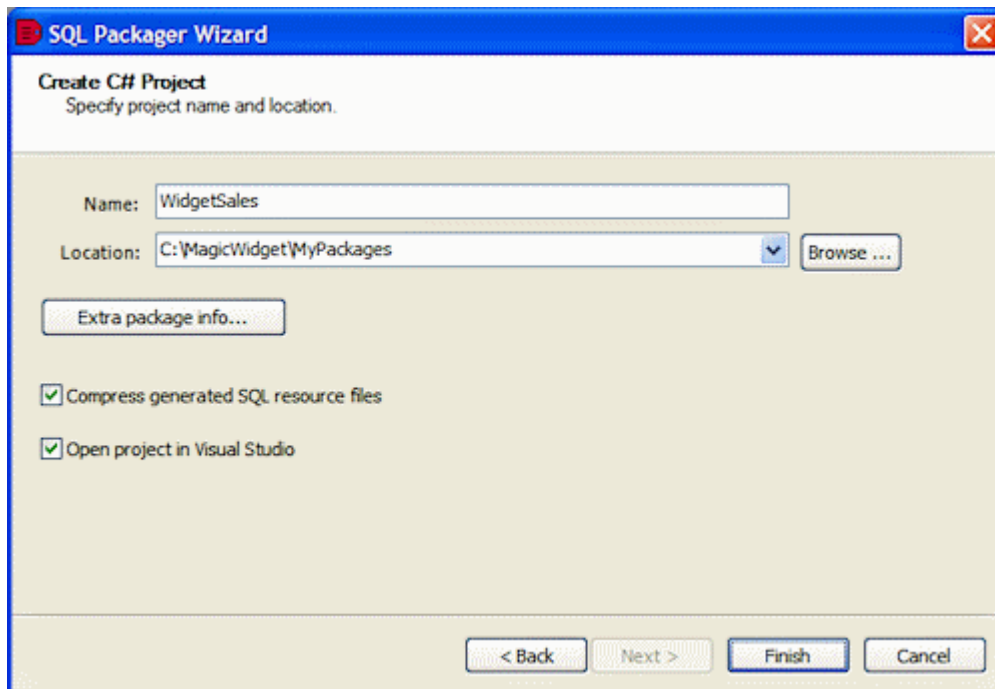 SQL Packager Wizard
Create C# Project
Specify project name and location.
Name: WidgetSales
Location: C:\MagicWidget\MyPackages Browse ...
Extra package info...
Compress generated SQL resource files
Open project in Visual Studio
< Back Next > Finish Cancel